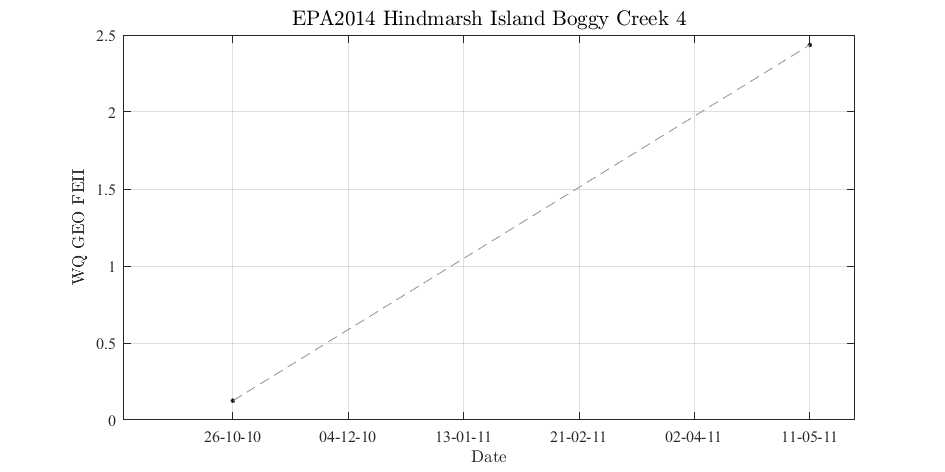 EPA2014 Hindmarsh Island Boggy Creek 4
2.5
2
1.5
1
0.5
0
WQ GEO FEII
26-10-10 04-12-10 13-01-11 21-02-11 02-04-11 11-05-11
Date